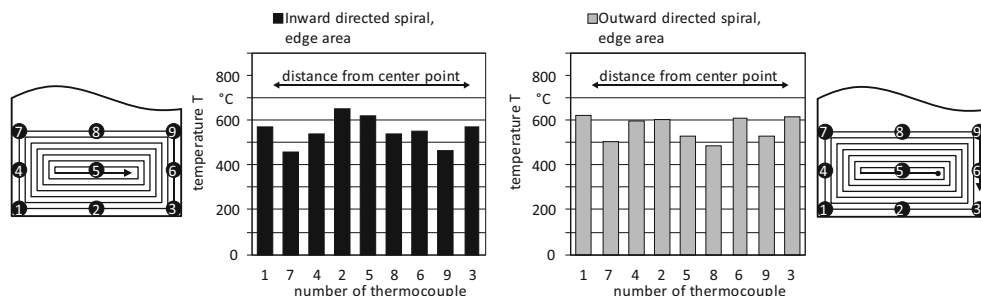 Inward directed spiral,
edge area
800
°C
600
400
200
0
temperature T
distance from center point
1 7 4 2 5 8 6 9 3
number of thermocouple
7 8 9
4 5 6
1 2 3
Outward directed spiral,
edge area
800
°C
600
400
200
0
temperature T
distance from center point
1 7 4 2 5 8 6 9 3
number of thermocouple
7 8 9
4 5 6
1 2 3